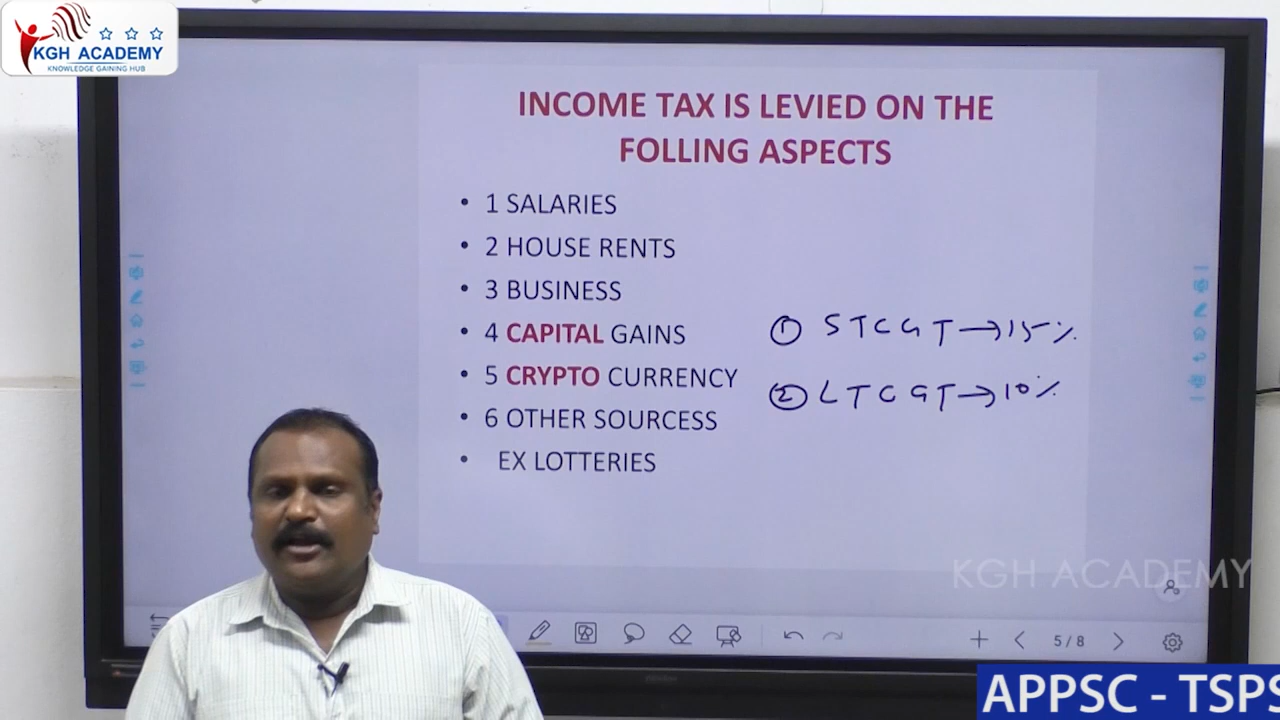 KGH ACADEMY
KNOWLEDGE GAINING HUB
INCOME TAX IS LEVIED ON THE
FOLLING ASPECTS
• 1 SALARIES
• 2 HOUSE RENTS
• 3 BUSINESS
• 4 CAPITAL GAINS
• 5 CRYPTO CURRENCY
• 6 OTHER SOURCESS
• EX LOTTERIES
① STCGT→15%
② LTCGT→10%
KGH ACADEMY
5/8
APPSC - TSPS